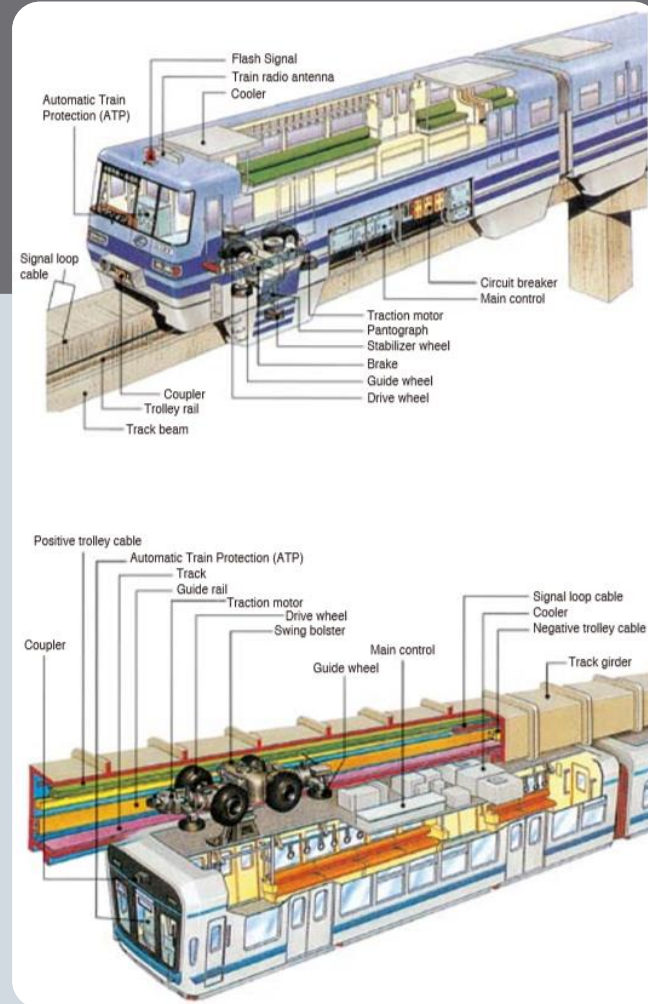 Flash Signal
Train radio antenna
Cooler
Automatic Train
Protection (ATP)
Signal loop
cable
Circuit breaker
Main control
Traction motor
Pantograph
Stabilizer wheel
Brake
Guide wheel
Drive wheel
Coupler
Trolley rail
Track beam
Positive trolley cable
Automatic Train Protection (ATP)
Track
Guide rail
Traction motor
Drive wheel
Swing bolster
Coupler
Guide wheel
Main control
Signal loop cable
Cooler
Negative trolley cable
Track girder